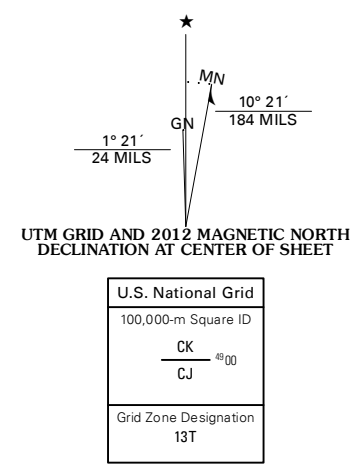 ★
MN
GN
10° 21´
184 MILS
1° 21´
24 MILS
UTM GRID AND 2012 MAGNETIC NORTH
DECLINATION AT CENTER OF SHEET
U.S. National Grid
100,000-m Square ID
CK
4900
CJ
Grid Zone Designation
13T